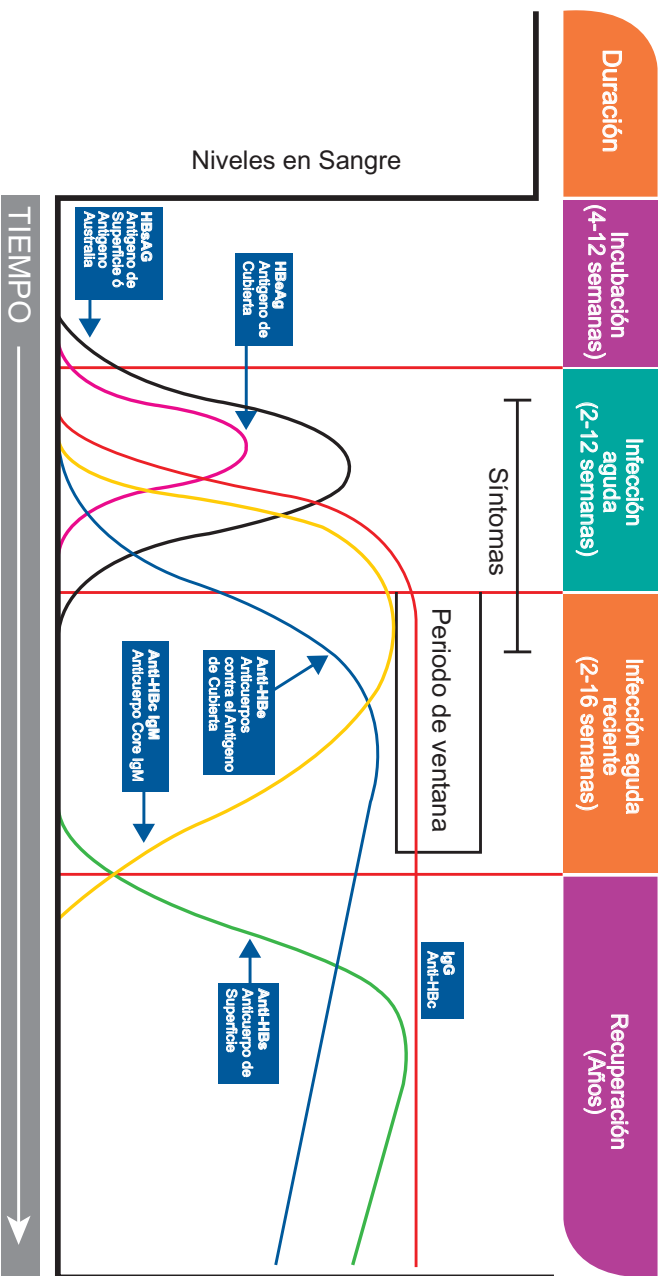 Duración
Incubación
(4-12 semanas)
Infección
aguda
(2-12 semanas)
Infección aguda
reciente
(2-16 semanas)
Recuperación
(Años)
Niveles en Sangre
Síntomas
Periodo de ventana
IgG
Anti-HBc
HBeAg
Antígeno de
Cubierta
HBsAG
Antígeno de
Superficie ó
Antígeno
Australia
Anti-HBe
Anticuerpos
contra el Antígeno
de Cubierta
Anti-HBs
Anticuerpo de
Superficie
Anti-HBc IgM
Anticuerpo Core IgM
TIEMPO